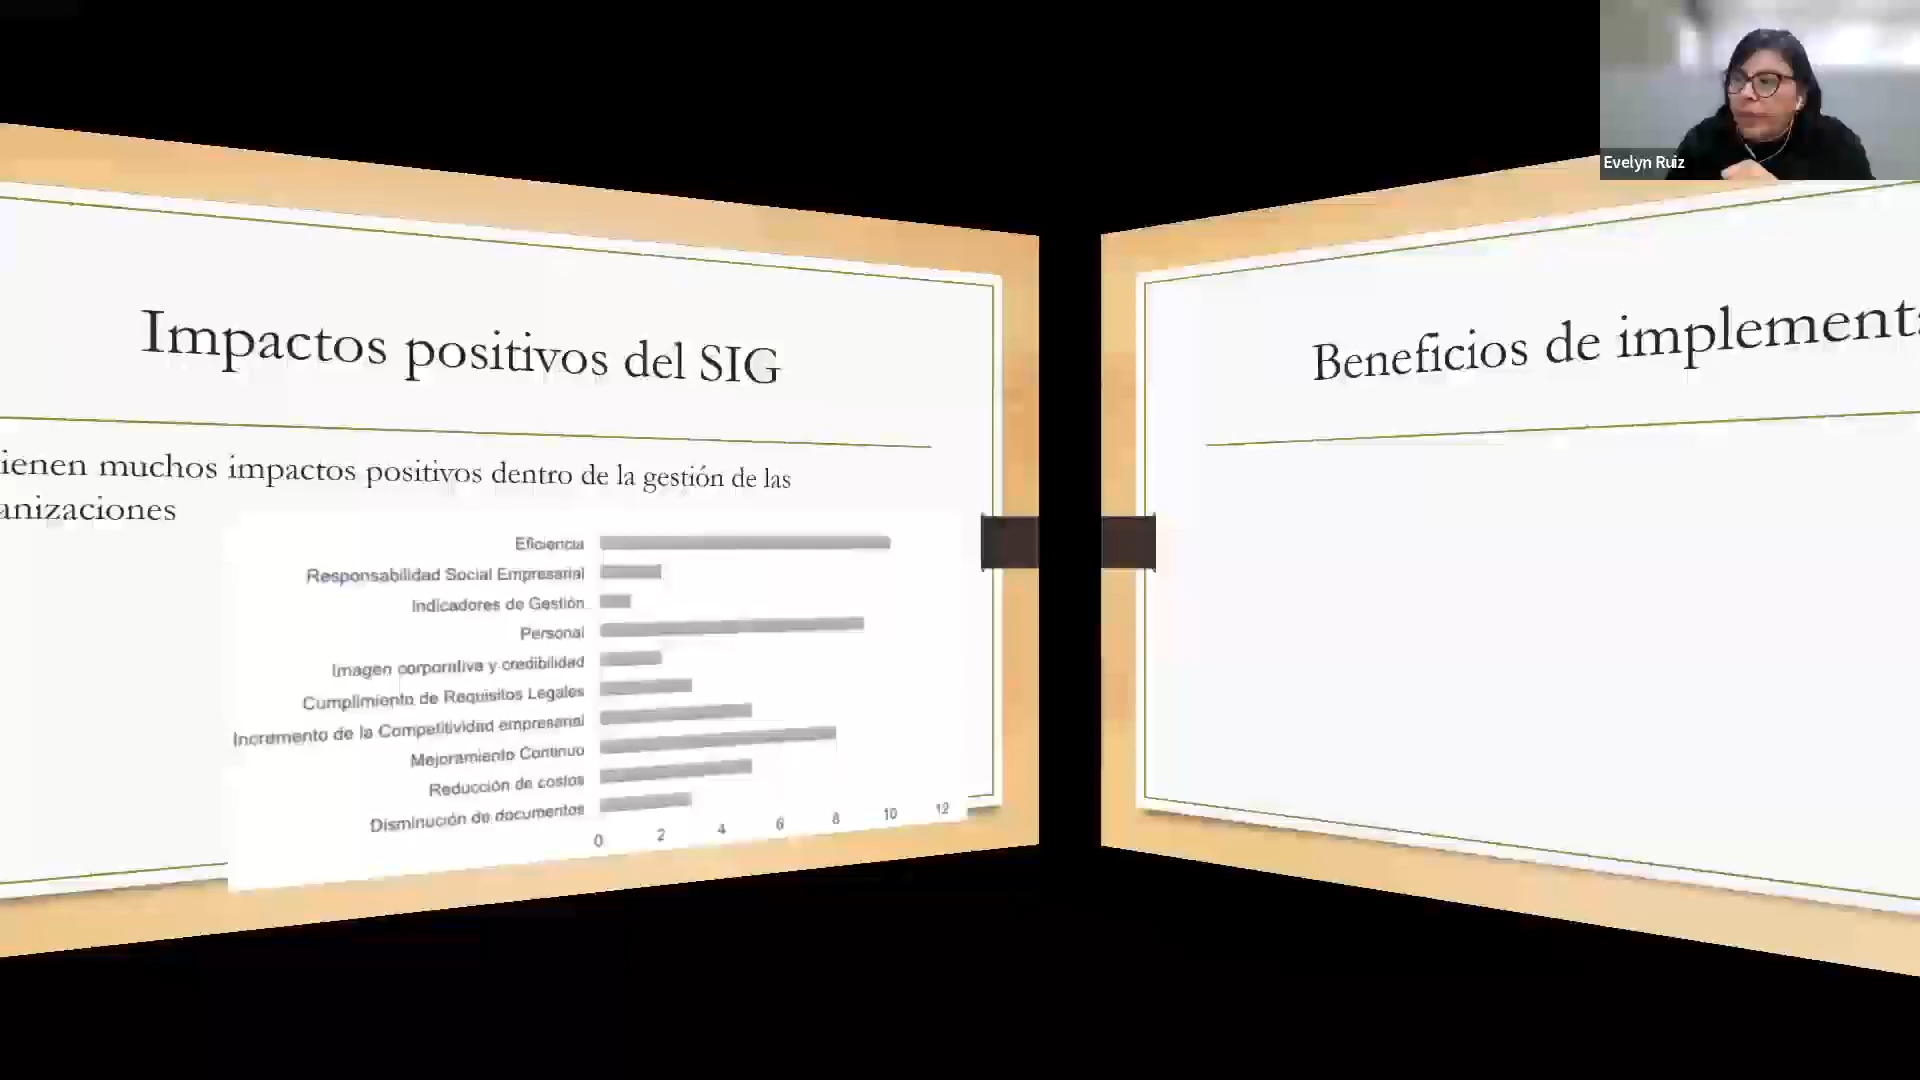 Evelyn Ruiz
Impactos positivos del SIG
ienen muchos impactos positivos dentro de la gestión de las
anizaciones
Eficiencia
Responsabilidad Social Empresarial
Indicadores de Gestión
Personal
Imagen corporativa y credibilidad
Cumplimiento de Requisitos Legales
Incremento de la Competitividad empresarial
Mejoramiento Continuo
Reducción de costos
Disminución de documentos
0 2 4 6 8 10 12
Beneficios de implement